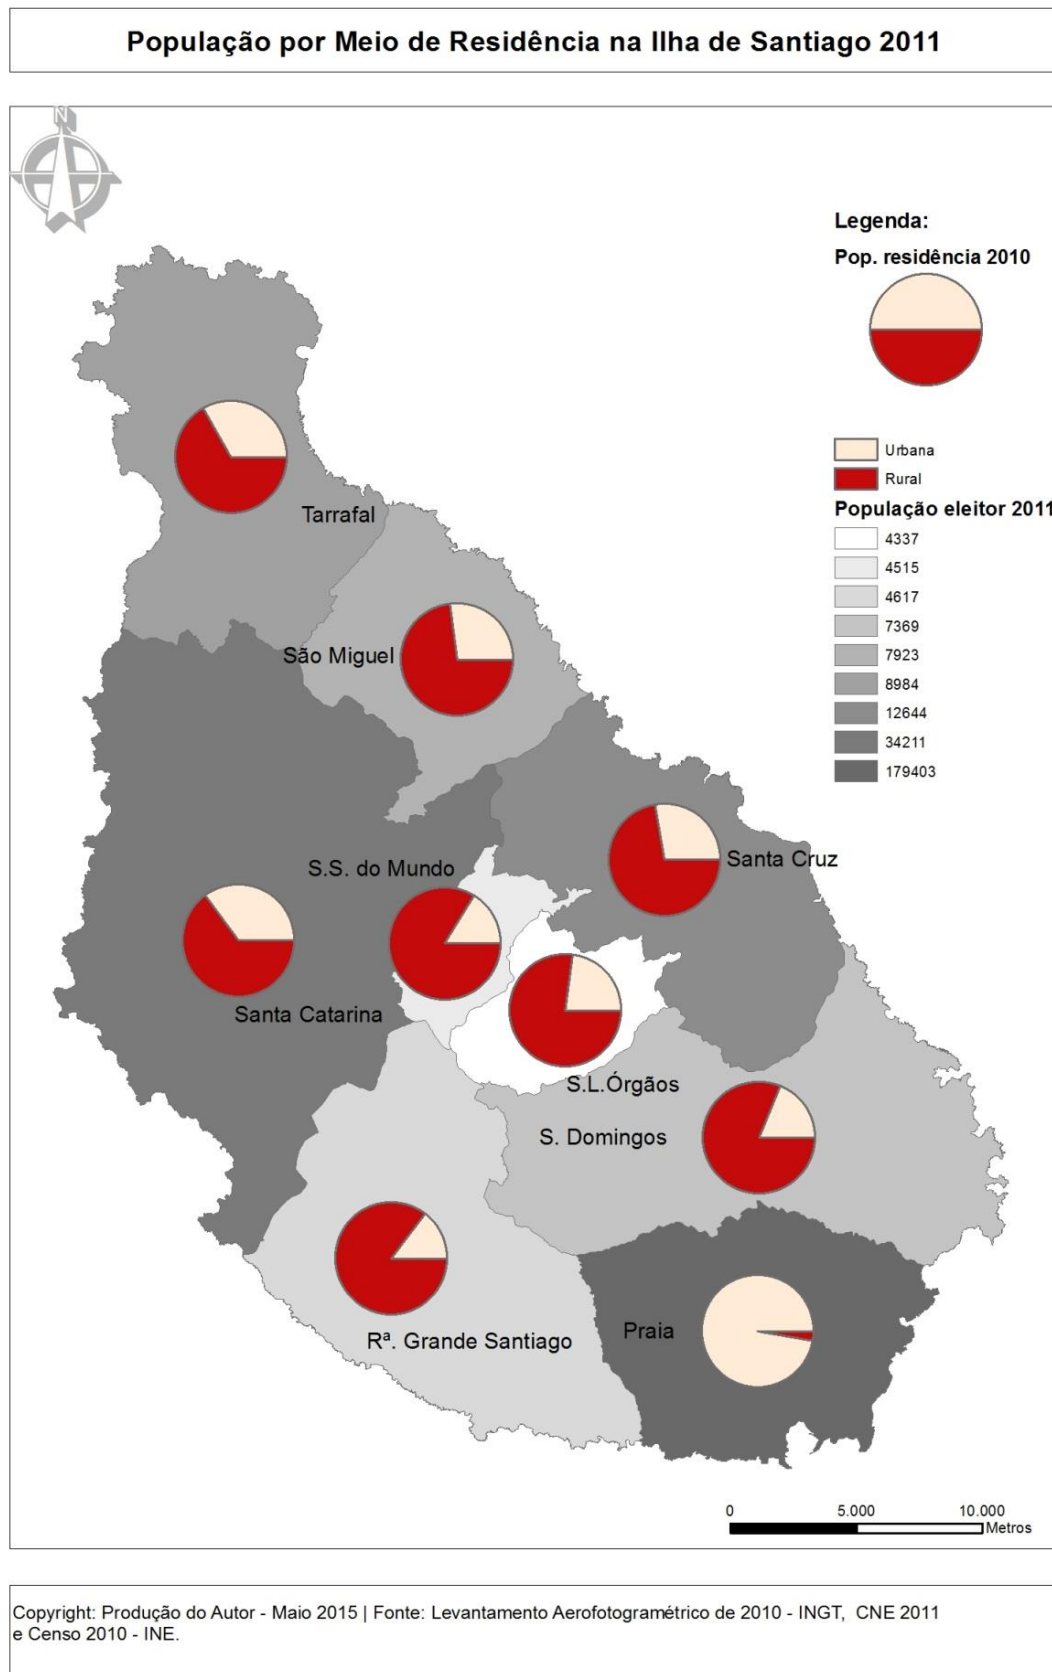 População por Meio de Residência na Ilha de Santiago 2011
N
Legenda:
Pop. residência 2010
Urbana
Rural
População eleitor 2011
4337
4515
4617
7369
7923
8984
12644
34211
179403
Tarrafal
São Miguel
Santa Cruz
S.S. do Mundo
Santa Catarina
S.L.Órgãos
S. Domingos
Rª. Grande Santiago
Praia
0 5.000 10.000
Metros
Copyright: Produção do Autor - Maio 2015 | Fonte: Levantamento Aerofotogramétrico de 2010 - INGT, CNE 2011
e Censo 2010 - INE.